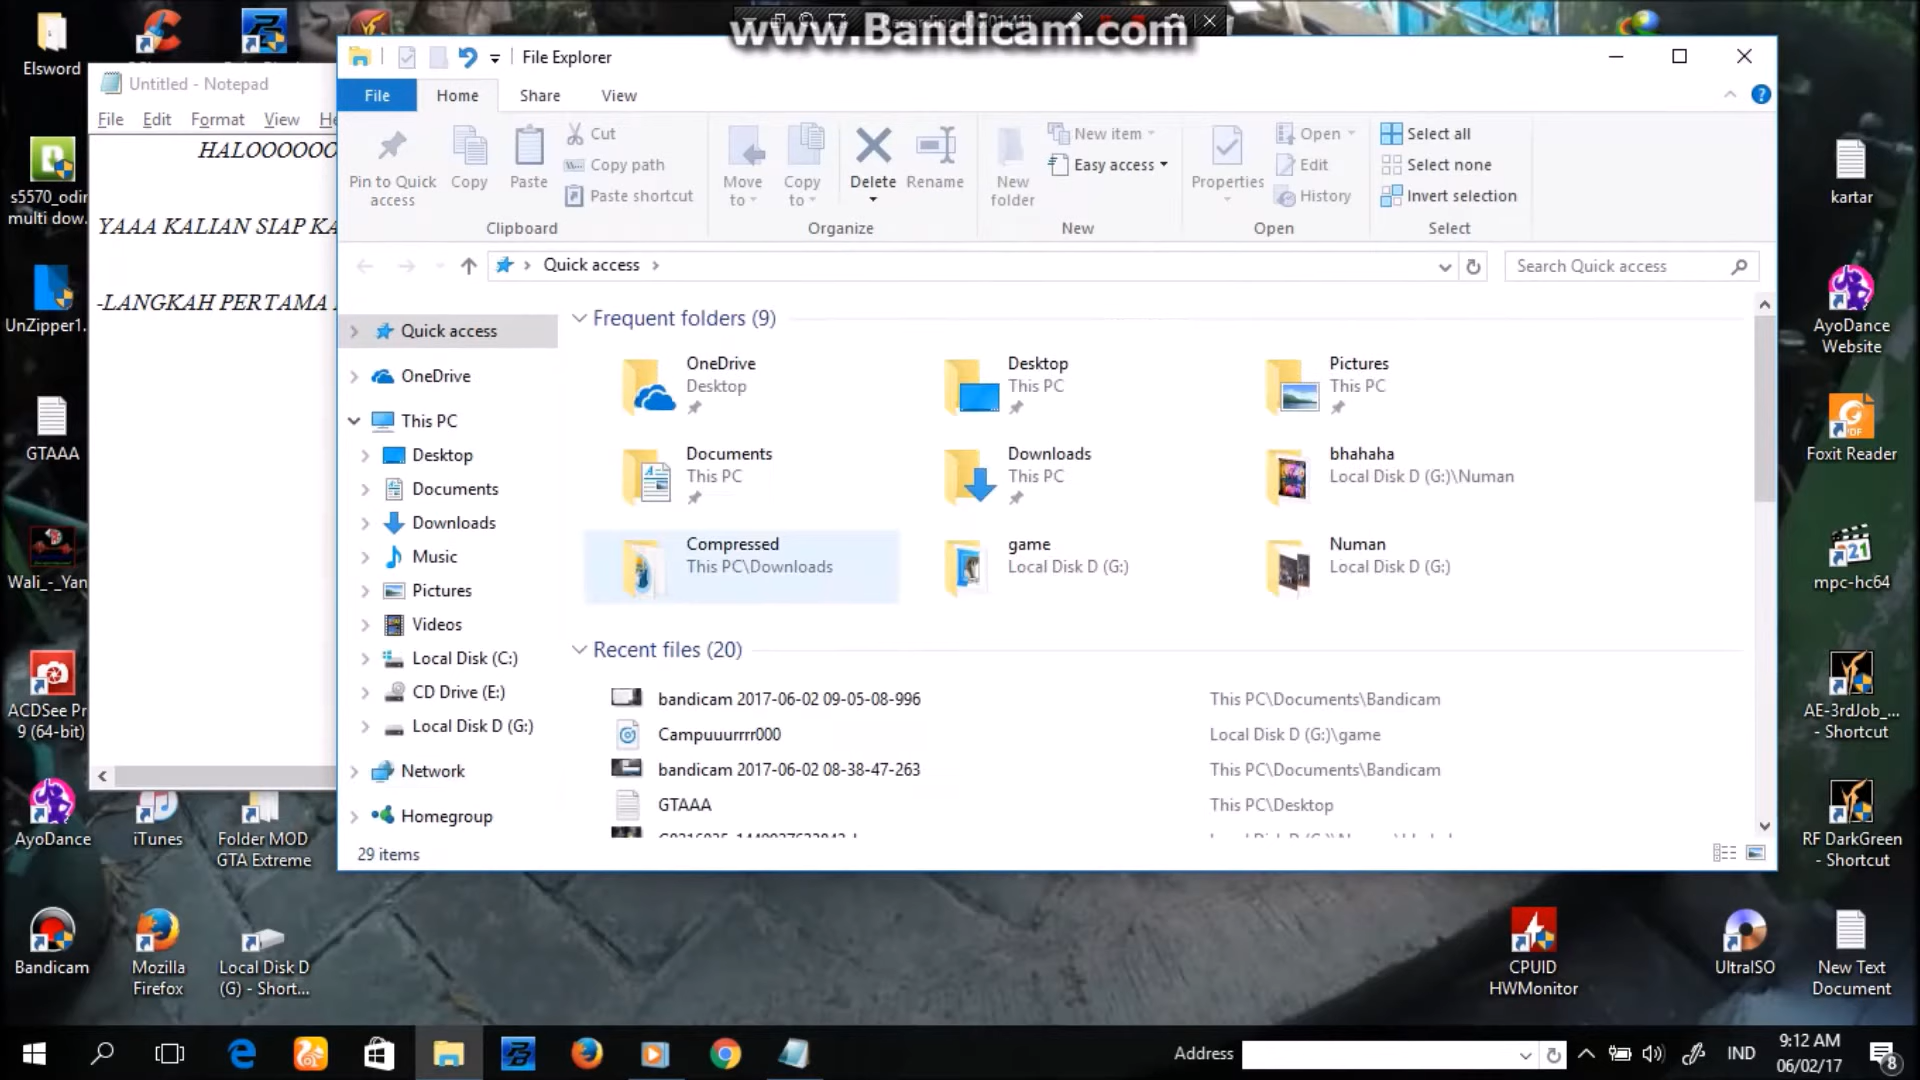 www.Bandicam.com
Elsword
Untitled - Notepad
File Edit Format View He
HALOOOOOO
YAAA KALIAN SIAP KA
-LANGKAH PERTAMA
File Explorer
File Home Share View
Pin to Quick access
Copy
Paste
Cut
Copy path
Paste shortcut
Clipboard
Move to
Copy to
Delete
Rename
Organize
New folder
New item
Easy access
New
Properties
Open
Edit
History
Open
Select all
Select none
Invert selection
Select
Quick access
Search Quick access
Quick access
OneDrive
This PC
Desktop
Documents
Downloads
Music
Pictures
Videos
Local Disk (C:)
CD Drive (E:)
Local Disk D (G:)
Network
Homegroup
Frequent folders (9)
OneDrive
Desktop
Desktop
This PC
Pictures
This PC
Documents
This PC
Downloads
This PC
bhahaha
Local Disk D (G:)\Numan
Compressed
This PC\Downloads
game
Local Disk D (G:)
Numan
Local Disk D (G:)
Recent files (20)
bandicam 2017-06-02 09-05-08-996 This PC\Documents\Bandicam
Campuuurrrr000 Local Disk D (G:)\game
bandicam 2017-06-02 08-38-47-263 This PC\Documents\Bandicam
GTAAA This PC\Desktop
29 items
s5570_odin
multi dow...
UnZipper1.
GTAAA
Wali_-_Yan
ACDSee Pr
9 (64-bit)
AyoDance
iTunes
Folder MOD
GTA Extreme
Bandicam
Mozilla
Firefox
Local Disk D
(G) - Short...
kartar
AyoDance
Website
Foxit Reader
mpc-hc64
AE-3rdJob_...
- Shortcut
RF DarkGreen
- Shortcut
CPUID
HWMonitor
UltraISO
New Text
Document
Address
IND
9:12 AM
06/02/17
8